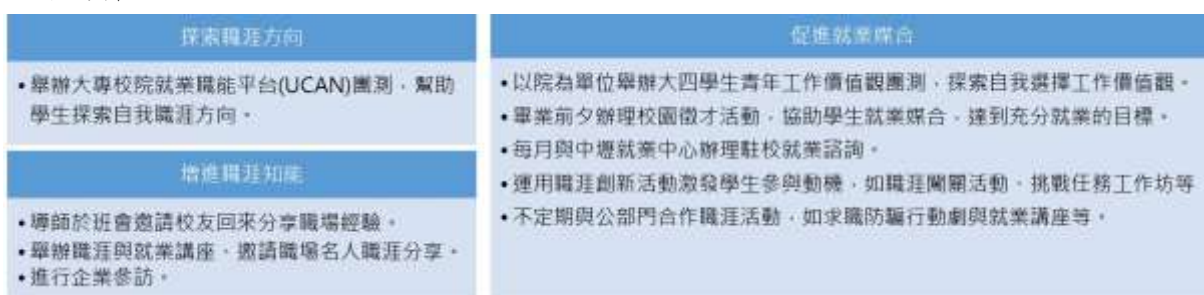 探索職涯方向
•舉辦大專校院就業職能平台(UCAN)團測，幫助
學生探索自我職涯方向。
增進職涯知能
•導師於班會邀請校友回來分享職場經驗。
•舉辦職涯與就業講座、邀請職場名人職涯分享。
•進行企業參訪。
促進就業媒合
•以院為單位舉辦大四學生青年工作價值觀團測，探索自我選擇工作價值觀。
•畢業前夕辦理校園徵才活動，協助學生就業媒合，達到充分就業的目標。
•每月與中壢就業中心辦理駐校就業諮詢。
•運用職涯創新活動激發學生參與動機，如職涯闖關活動、挑戰任務工作坊等
•不定期與公部門合作職涯活動，如求職防騙行動劇與就業講座等。